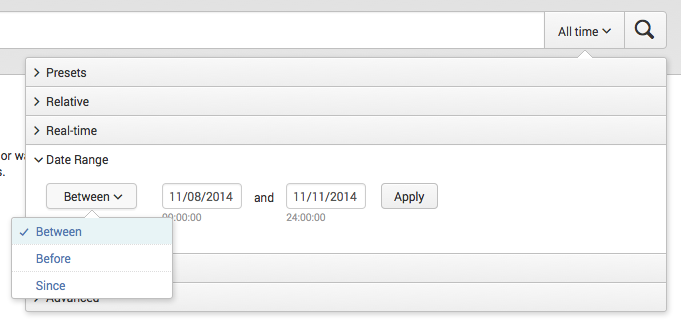 All time
Presets
Relative
Real-time
or wa
s.
Date Range
Between 11/08/2014 and 11/11/2014 Apply
00:00:00 24:00:00
Between
Before
Since
Advanced